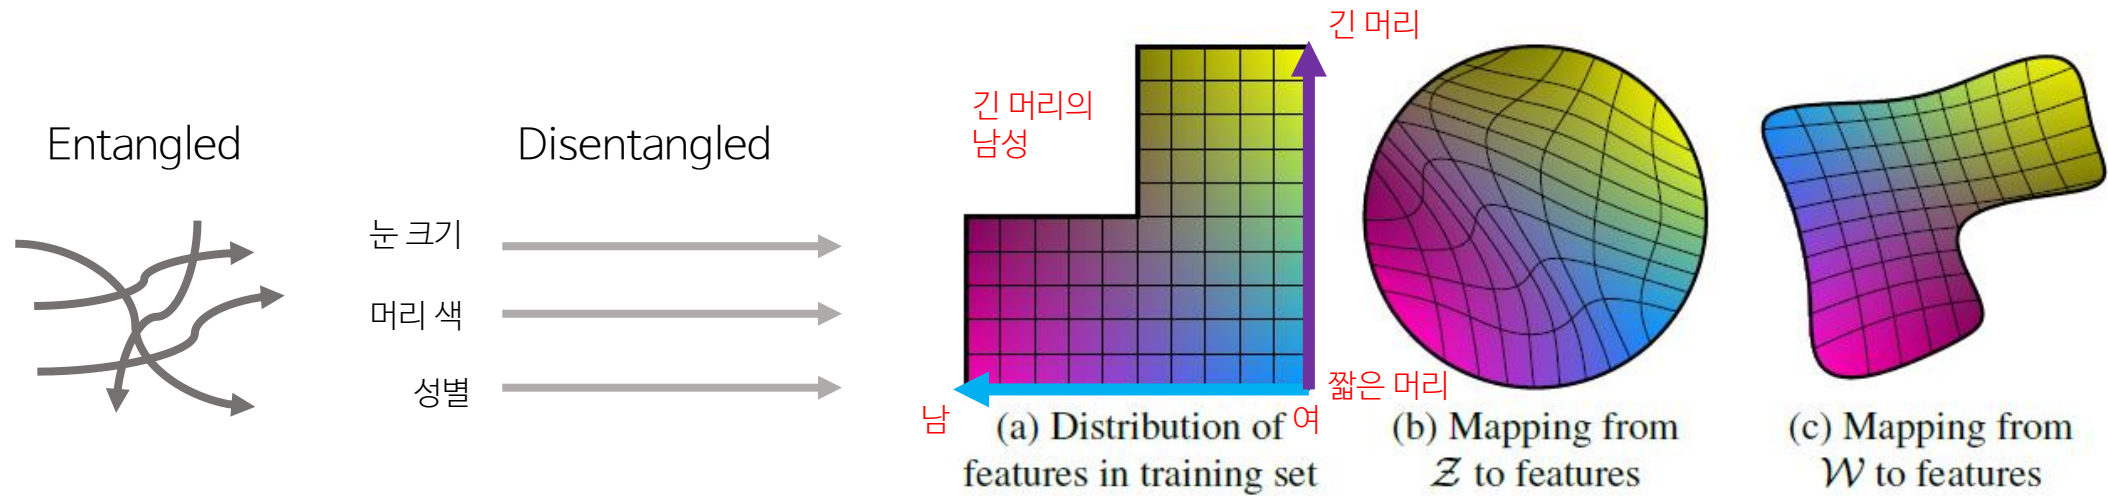 Entangled
Disentangled
눈 크기
머리 색
성별
긴 머리
긴 머리의
남성
짧은 머리
남
여
(a) Distribution of
features in training set
(b) Mapping from
𝒵 to features
(c) Mapping from
𝒲 to features